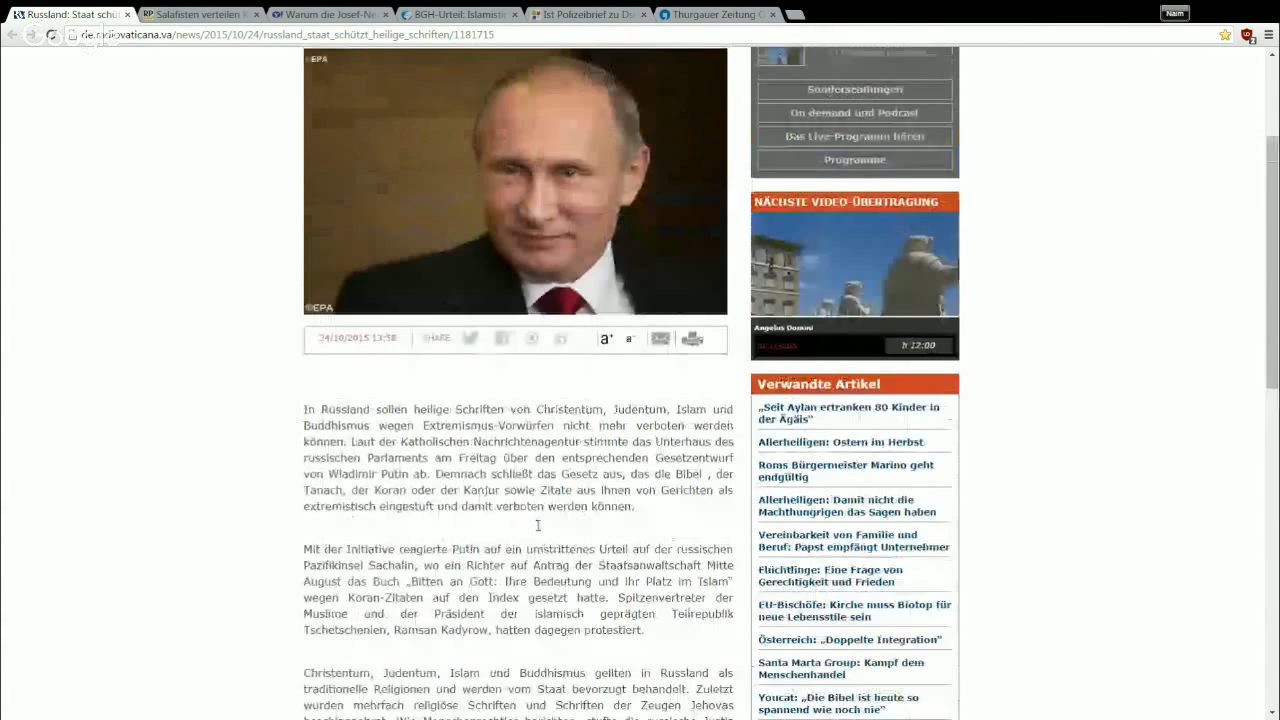 Russland: Staat schüt
RP Salafisten verteilen K
Warum die Josef-Ne
BGH-Urteil: Islamistie
Ist Polizeibrief zu Ds
Thurgauer Zeitung O
Naim
de.radiovaticana.va/news/2015/10/24/russland_staat_schützt_heilige_schriften/1181715
©EPA
©EPA
24/10/2015 13:58
SHARE
a+ a-
In Russland sollen heilige Schriften von Christentum, Judentum, Islam und
Buddhismus wegen Extremismus-Vorwürfen nicht mehr verboten werden
können. Laut der Katholischen Nachrichtenagentur stimmte das Unterhaus des
russischen Parlaments am Freitag über den entsprechenden Gesetzentwurf
von Wladimir Putin ab. Demnach schließt das Gesetz aus, das die Bibel , der
Tanach, der Koran oder der Kanjur sowie Zitate aus ihnen von Gerichten als
extremistisch eingestuft und damit verboten werden können.
Mit der Initiative reagierte Putin auf ein umstrittenes Urteil auf der russischen
Pazifikinsel Sachalin, wo ein Richter auf Antrag der Staatsanwaltschaft Mitte
August das Buch „Bitten an Gott: Ihre Bedeutung und ihr Platz im Islam“
wegen Koran-Zitaten auf den Index gesetzt hatte. Spitzenvertreter der
Muslime und der Präsident der islamisch geprägten Teilrepublik
Tschetschenien, Ramsan Kadyrow, hatten dagegen protestiert.
Christentum, Judentum, Islam und Buddhismus gelten in Russland als
traditionelle Religionen und werden vom Staat bevorzugt behandelt. Zuletzt
wurden mehrfach religiöse Schriften und Schriften der Zeugen Jehovas
Sondersendungen
On demand und Podcast
Das Live-Programm hören
Programme
NÄCHSTE VIDEO-ÜBERTRAGUNG
Angelus Domini
h 12:00
Verwandte Artikel
„Seit Aylan ertranken 80 Kinder in
der Ägäis“
Allerheiligen: Ostern im Herbst
Roms Bürgermeister Marino geht
endgültig
Allerheiligen: Damit nicht die
Machthungrigen das Sagen haben
Vereinbarkeit von Familie und
Beruf: Papst empfängt Unternehmer
Flüchtlinge: Eine Frage von
Gerechtigkeit und Frieden
EU-Bischöfe: Kirche muss Biotop für
neue Lebensstile sein
Österreich: „Doppelte Integration“
Santa Marta Group: Kampf dem
Menschenhandel
Youcat: „Die Bibel ist heute so
spannend wie noch nie“